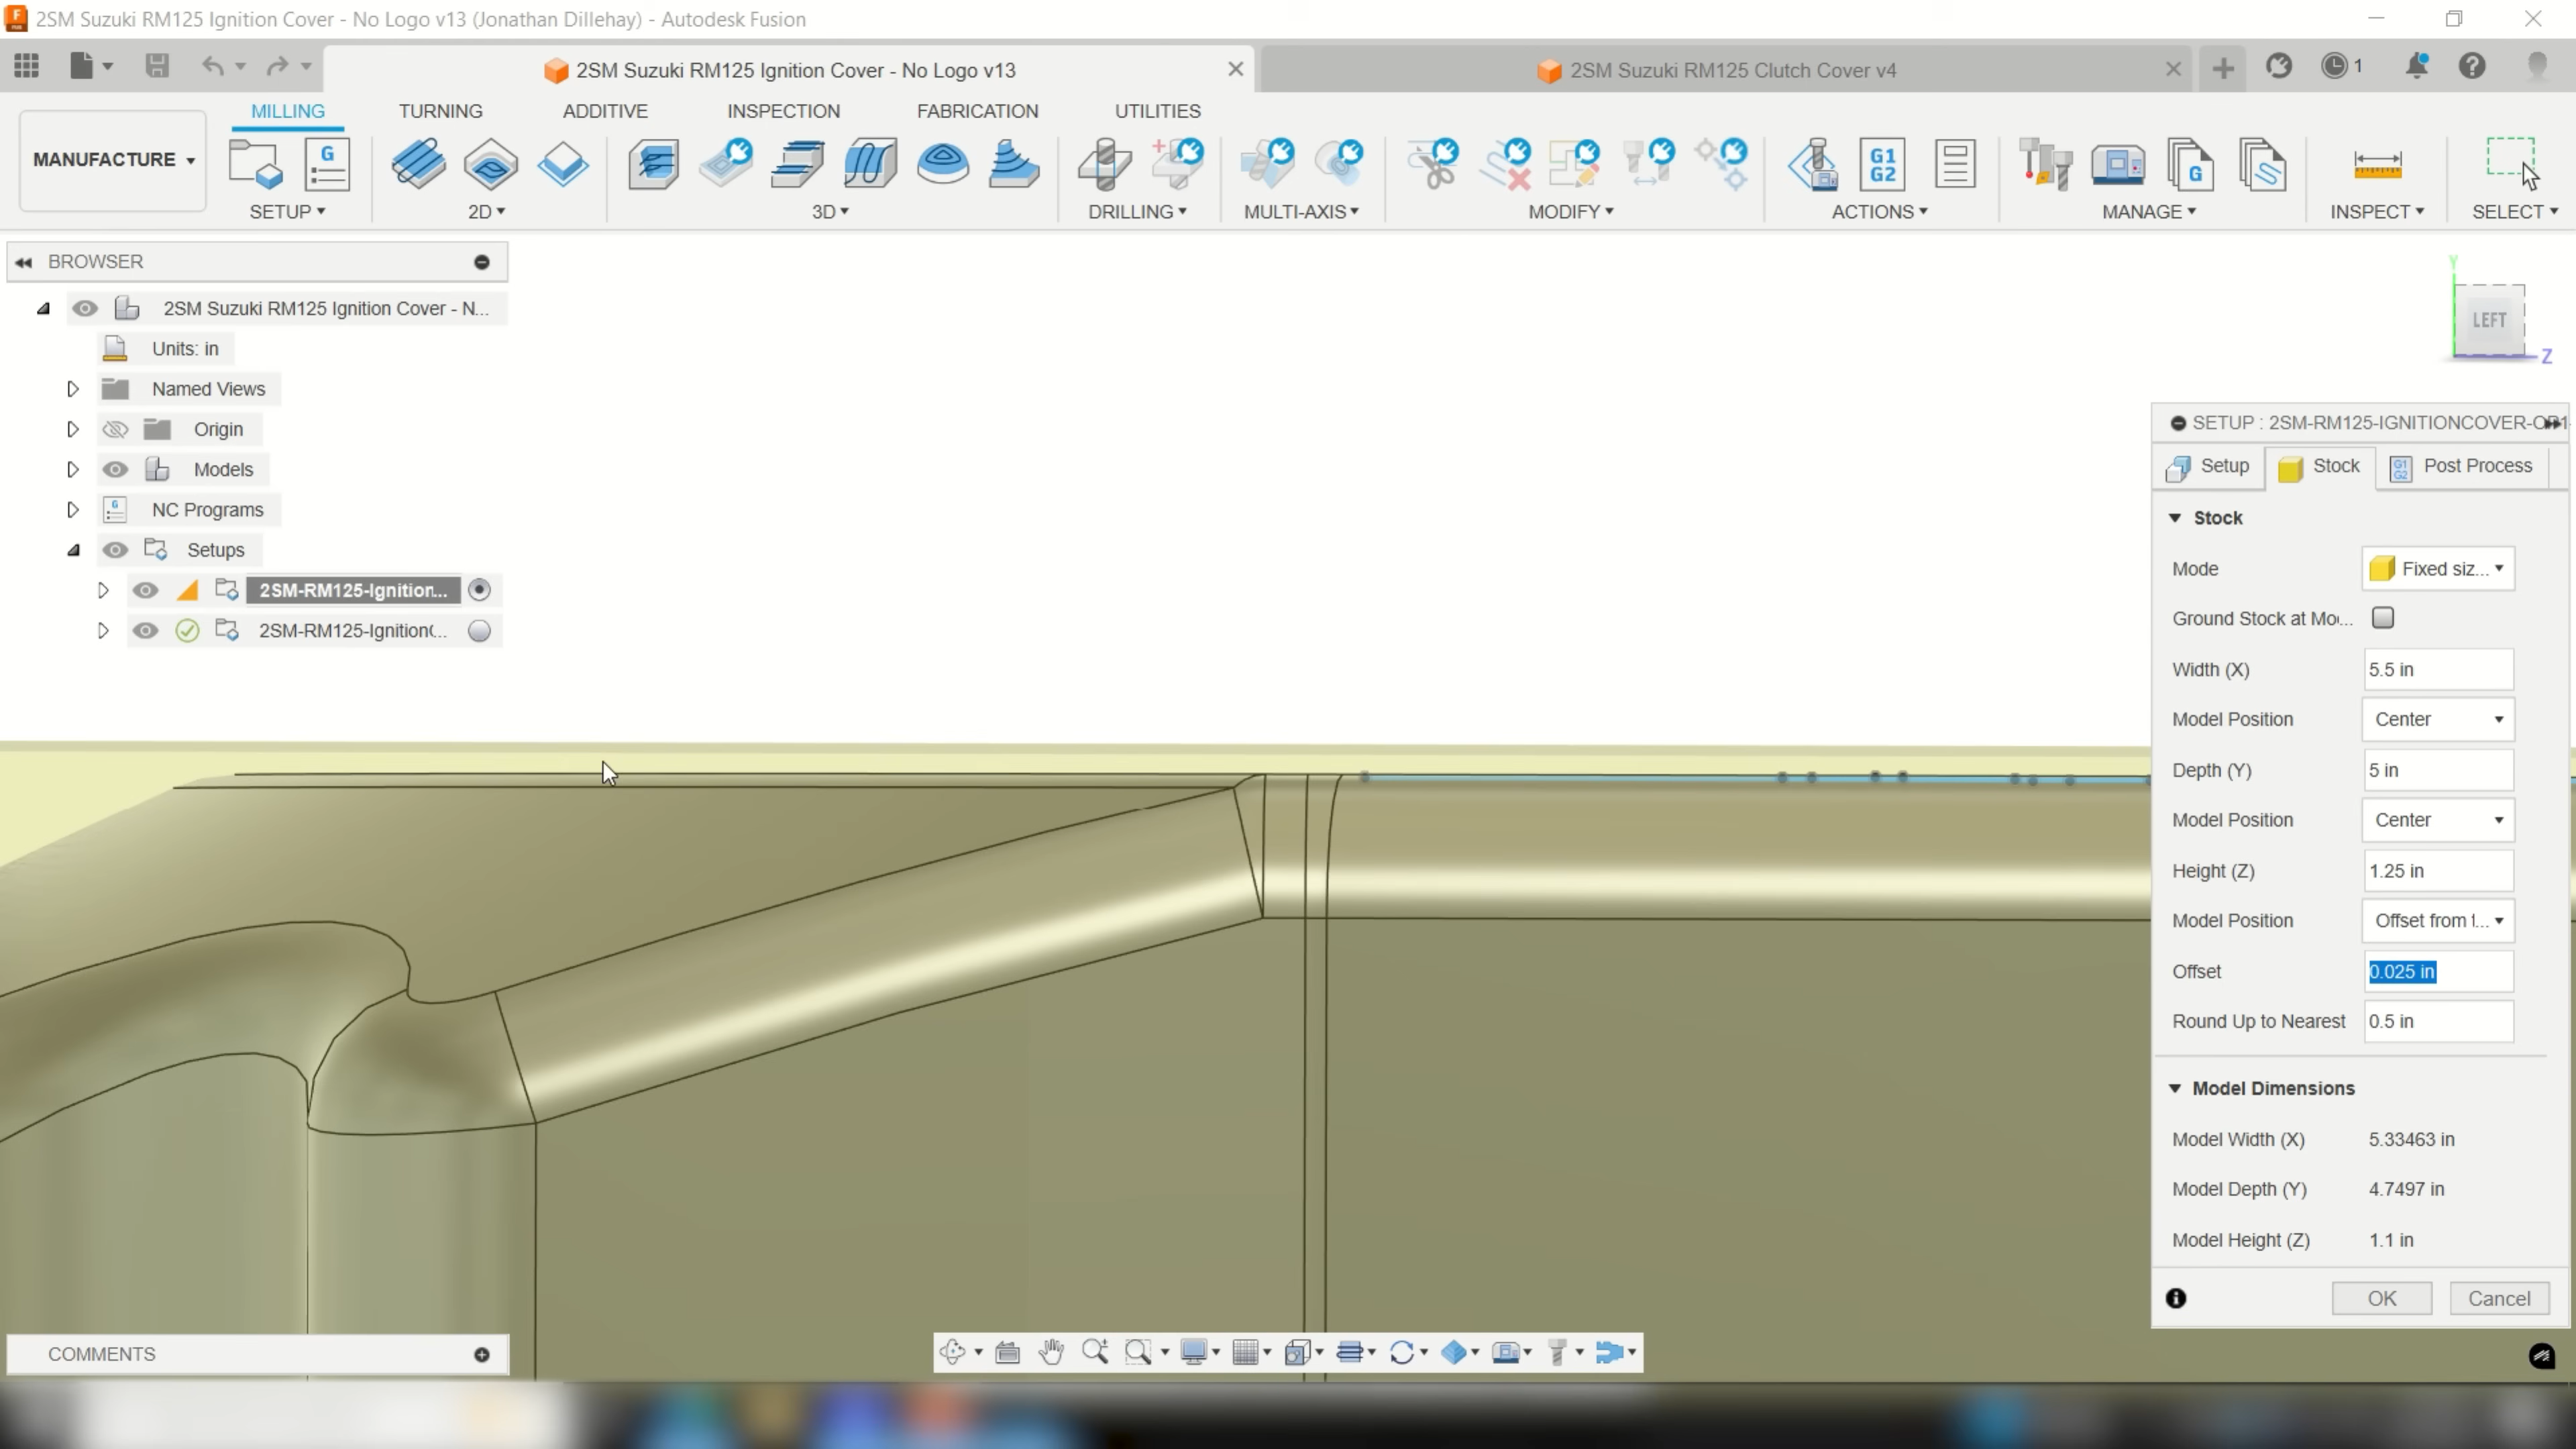 2SM Suzuki RM125 Ignition Cover - No Logo v13 (Jonathan Dillehay) - Autodesk Fusion
2SM Suzuki RM125 Ignition Cover - No Logo v13
2SM Suzuki RM125 Clutch Cover v4
1
MILLING TURNING ADDITIVE INSPECTION FABRICATION UTILITIES
MANUFACTURE
G
G1
G2
G
SETUP 2D 3D DRILLING MULTI-AXIS MODIFY ACTIONS MANAGE INSPECT SELECT
BROWSER
2SM Suzuki RM125 Ignition Cover - N...
Units: in
Named Views
Origin
Models
NC Programs
Setups
2SM-RM125-Ignition...
2SM-RM125-Ignition(...
Y
LEFT
Z
SETUP : 2SM-RM125-IGNITIONCOVER-OP1
Setup Stock Post Process
Stock
Mode Fixed siz...
Ground Stock at Mo...
Width (X) 5.5 in
Model Position Center
Depth (Y) 5 in
Model Position Center
Height (Z) 1.25 in
Model Position Offset from t...
Offset 0.025 in
Round Up to Nearest 0.5 in
Model Dimensions
Model Width (X) 5.33463 in
Model Depth (Y) 4.7497 in
Model Height (Z) 1.1 in
OK Cancel
COMMENTS